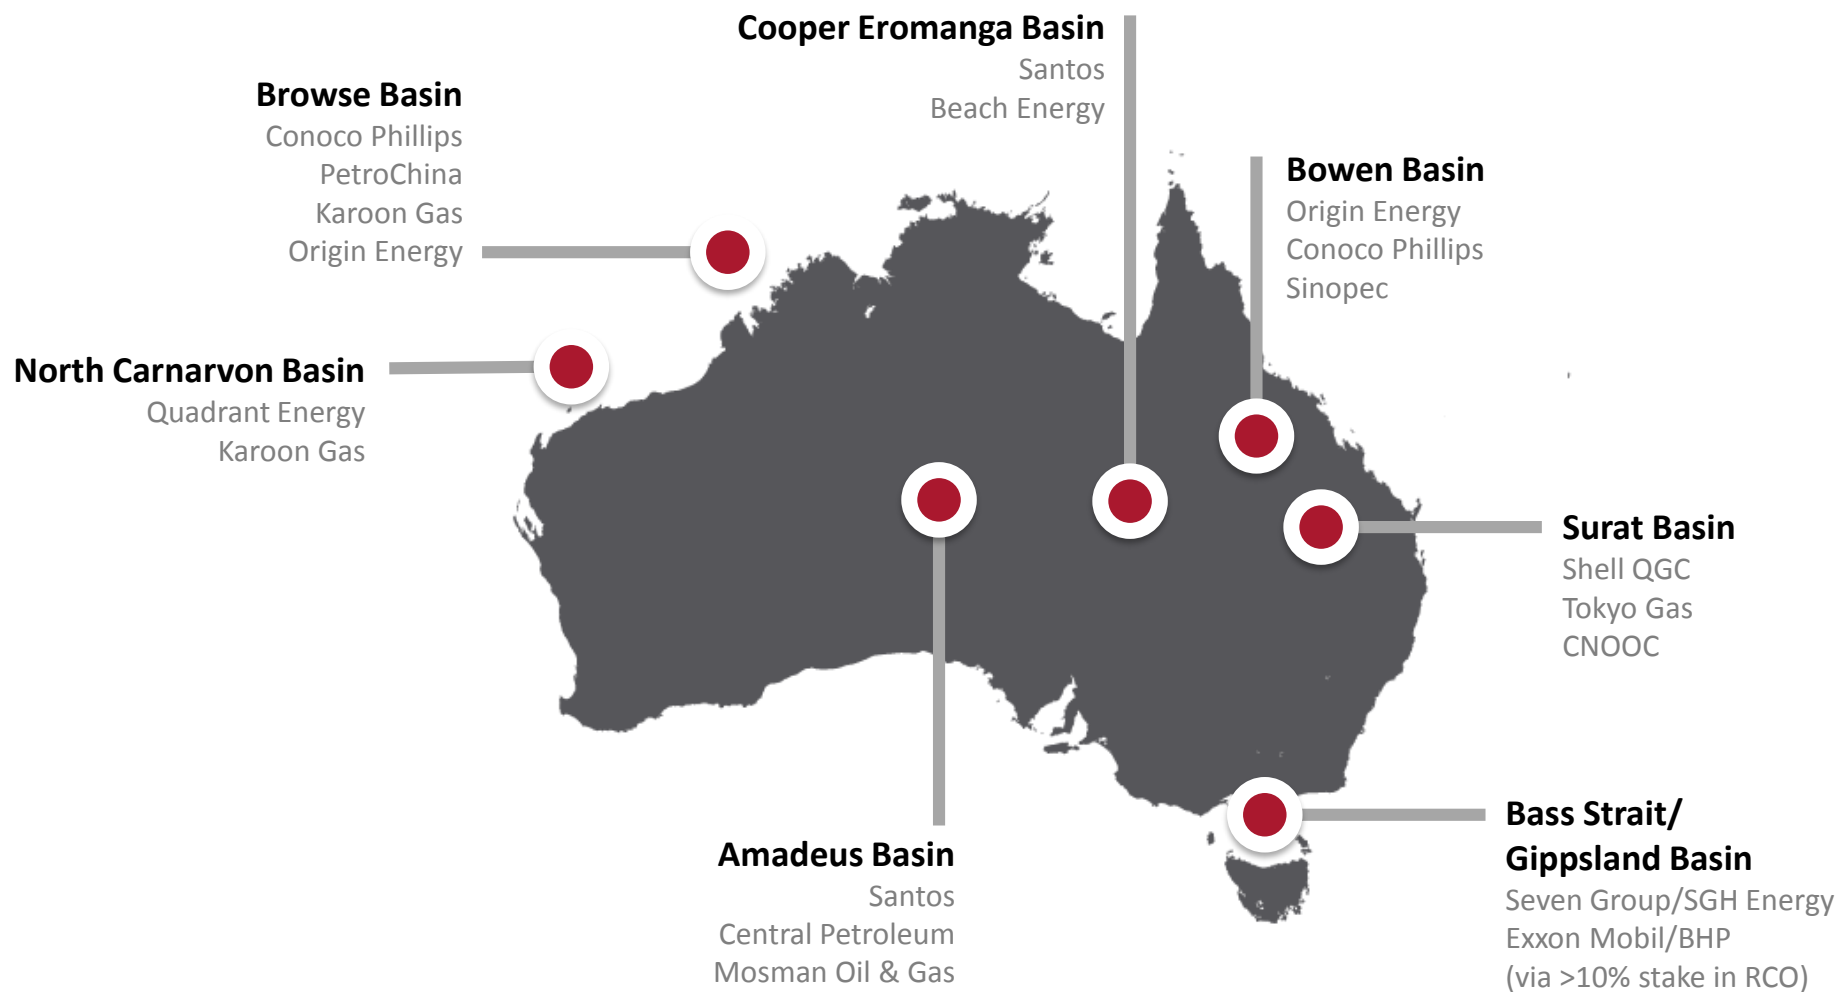 Cooper Eromanga Basin
Santos
Beach Energy
Browse Basin
Conoco Phillips
PetroChina
Karoon Gas
Origin Energy
Bowen Basin
Origin Energy
Conoco Phillips
Sinopec
North Carnarvon Basin
Quadrant Energy
Karoon Gas
Surat Basin
Shell QGC
Tokyo Gas
CNOOC
Amadeus Basin
Santos
Central Petroleum
Mosman Oil & Gas
Bass Strait/
Gippsland Basin
Seven Group/SGH Energy
Exxon Mobil/BHP
(via >10% stake in RCO)